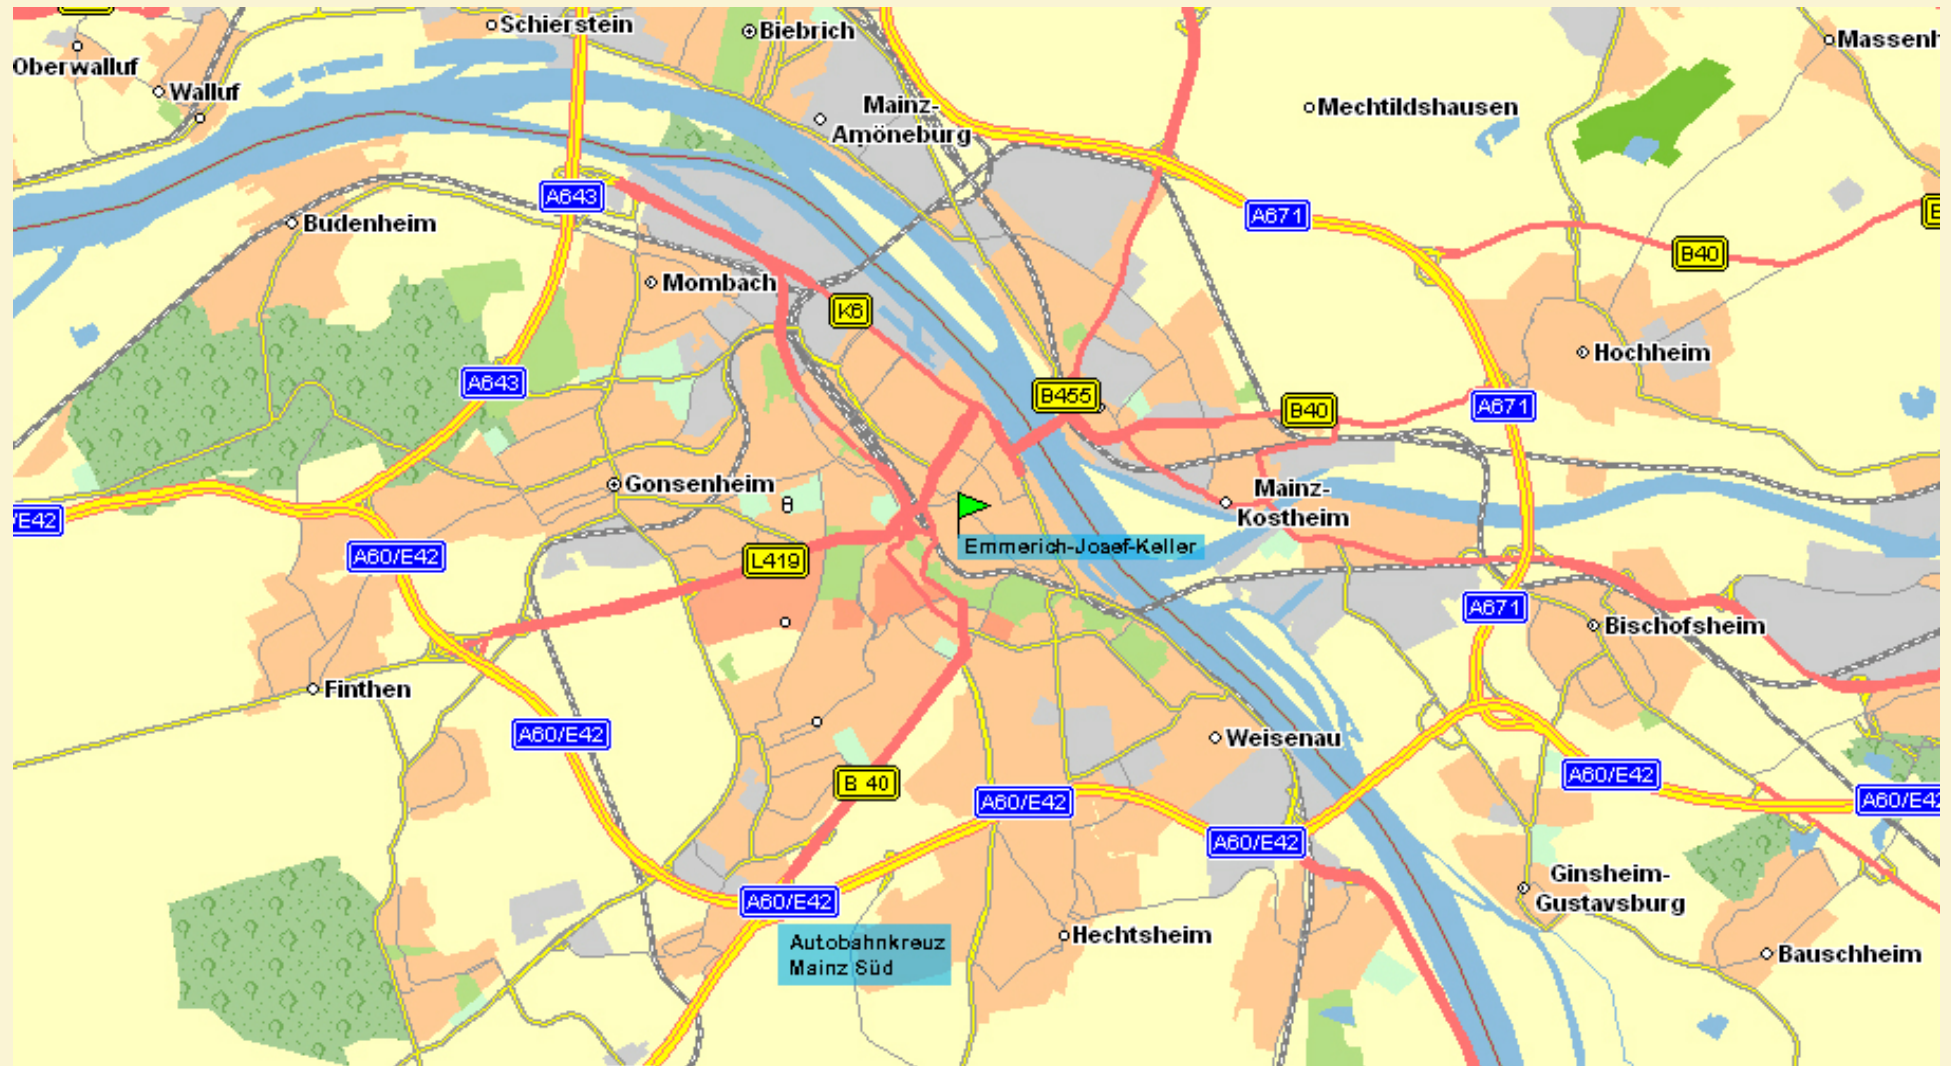 Schierstein
Biebrich
Massenh
Oberwalluf
Walluf
Mainz-
Amöneburg
Mechtildshausen
A643
A671
Budenheim
B40
Mombach
K6
Hochheim
A643
B455
B40
A671
Gonsenheim
Mainz-
Kostheim
/E42
Emmerich-Josef-Keller
A60/E42
L419
A671
Bischofsheim
Finthen
A60/E42
Weisenau
B 40
A60/E42
A60/E42
A60/E42
A60/E42
Ginsheim-
Gustavsburg
A60/E42
Autobahnkreuz
Mainz Süd
Hechtsheim
Bauschheim